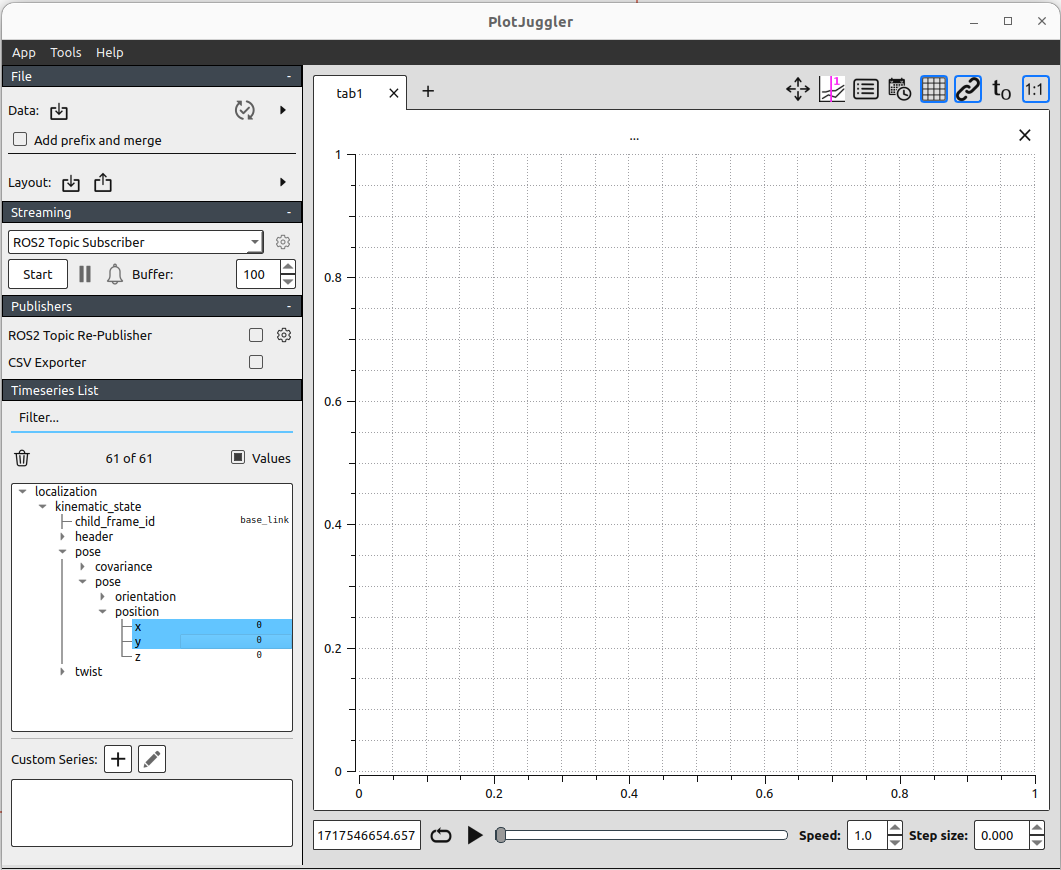 PlotJuggler
App Tools Help
File -
Data:
Add prefix and merge
Layout:
Streaming -
ROS2 Topic Subscriber
Start Buffer: 100
Publishers -
ROS2 Topic Re-Publisher
CSV Exporter
Timeseries List
Filter...
61 of 61 Values
localization
kinematic_state
child_frame_id base_link
header
pose
covariance
pose
orientation
position
x 0
y 0
z 0
twist
Custom Series:
tab1
1 t0 1:1
...
1
0.8
0.6
0.4
0.2
0
0 0.2 0.4 0.6 0.8 1
1717546654.657 Speed: 1.0 Step size: 0.000